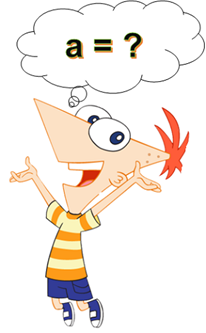 a = ?